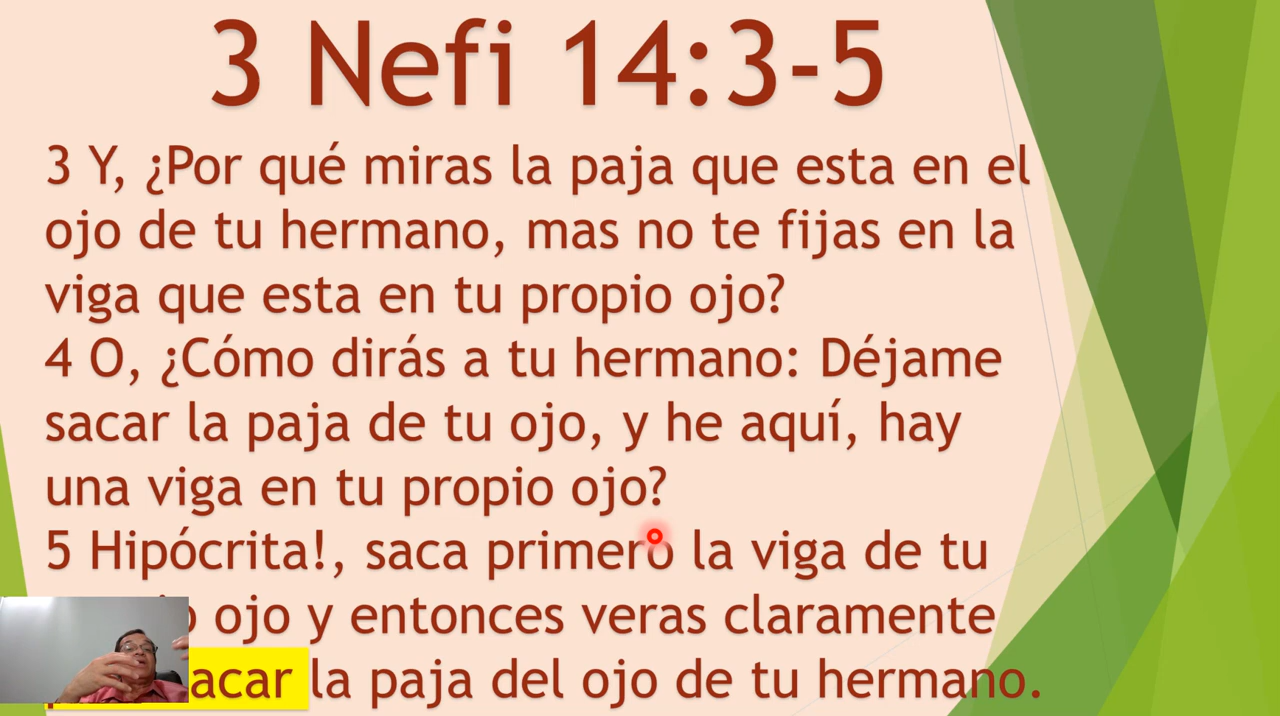 3 Nefi 14:3-5
3 Y, ¿Por qué miras la paja que esta en el
ojo de tu hermano, mas no te fijas en la
viga que esta en tu propio ojo?
4 O, ¿Cómo dirás a tu hermano: Déjame
sacar la paja de tu ojo, y he aquí, hay
una viga en tu propio ojo?
5 Hipócrita!, saca primero la viga de tu
ojo y entonces veras claramente
la paja del ojo de tu hermano.